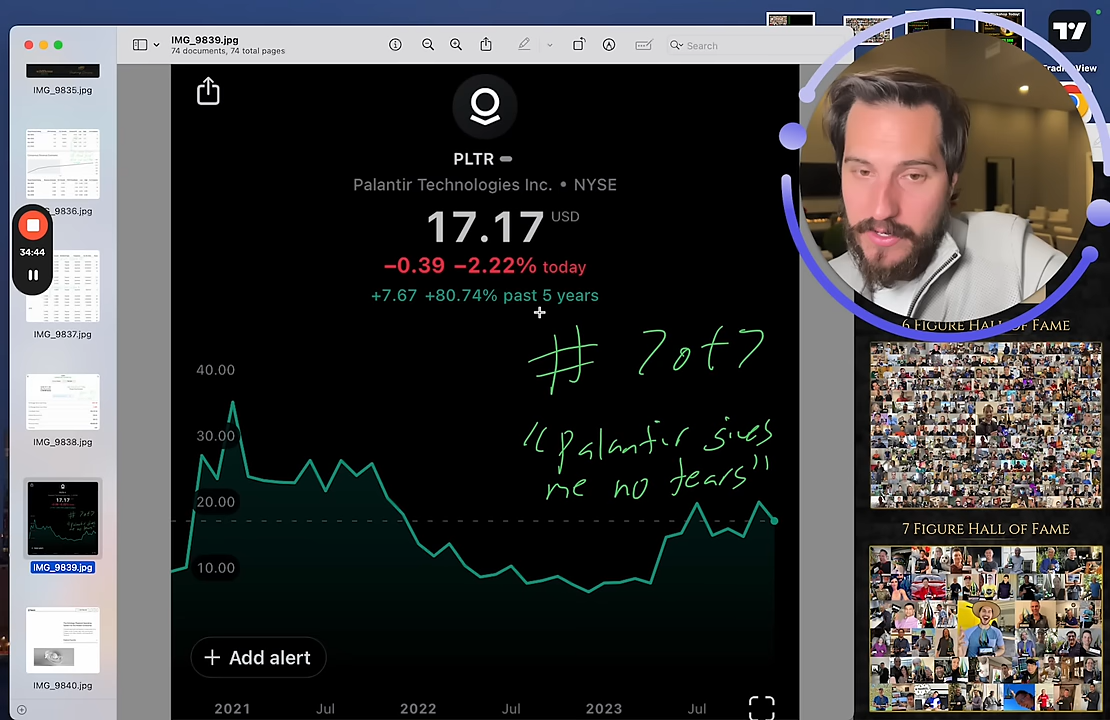 IMG_9839.jpg
74 documents, 74 total pages
Search
TradingView
IMG_9835.jpg
9836.jpg
34:44
IMG_9837.jpg
IMG_9838.jpg
IMG_9839.jpg
IMG_9840.jpg
PLTR
Palantir Technologies Inc. • NYSE
17.17 USD
−0.39 −2.22% today
+7.67 +80.74% past 5 years
# 7 of 7
"Palantir gives
me no tears"
40.00
30.00
20.00
10.00
+ Add alert
2021 Jul 2022 Jul 2023 Jul
6 Figure Hall of Fame
7 Figure Hall of Fame